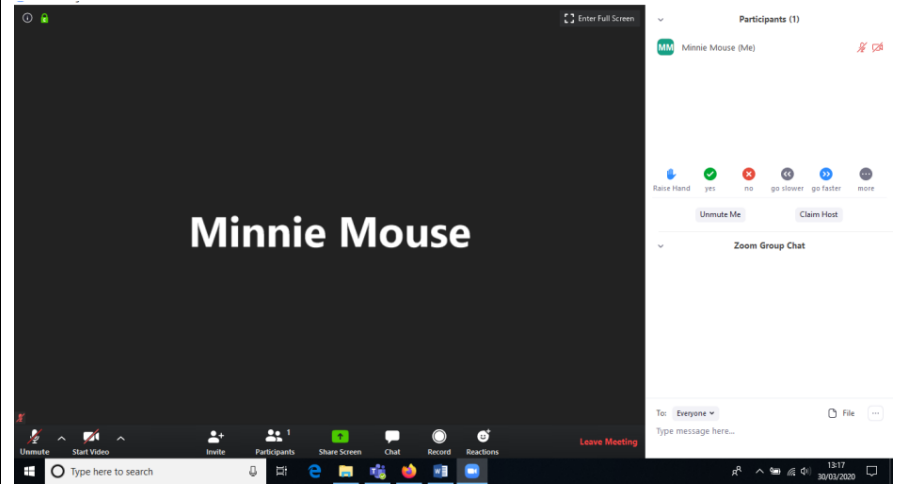 Enter Full Screen
Participants (1)
MM Minnie Mouse (Me)
Raise Hand yes no go slower go faster more
Unmute Me Claim Host
Minnie Mouse
Zoom Group Chat
To: Everyone File
Type message here...
1
Unmute Start Video Invite Participants Share Screen Chat Record Reactions Leave Meeting
Type here to search
13:17
30/03/2020